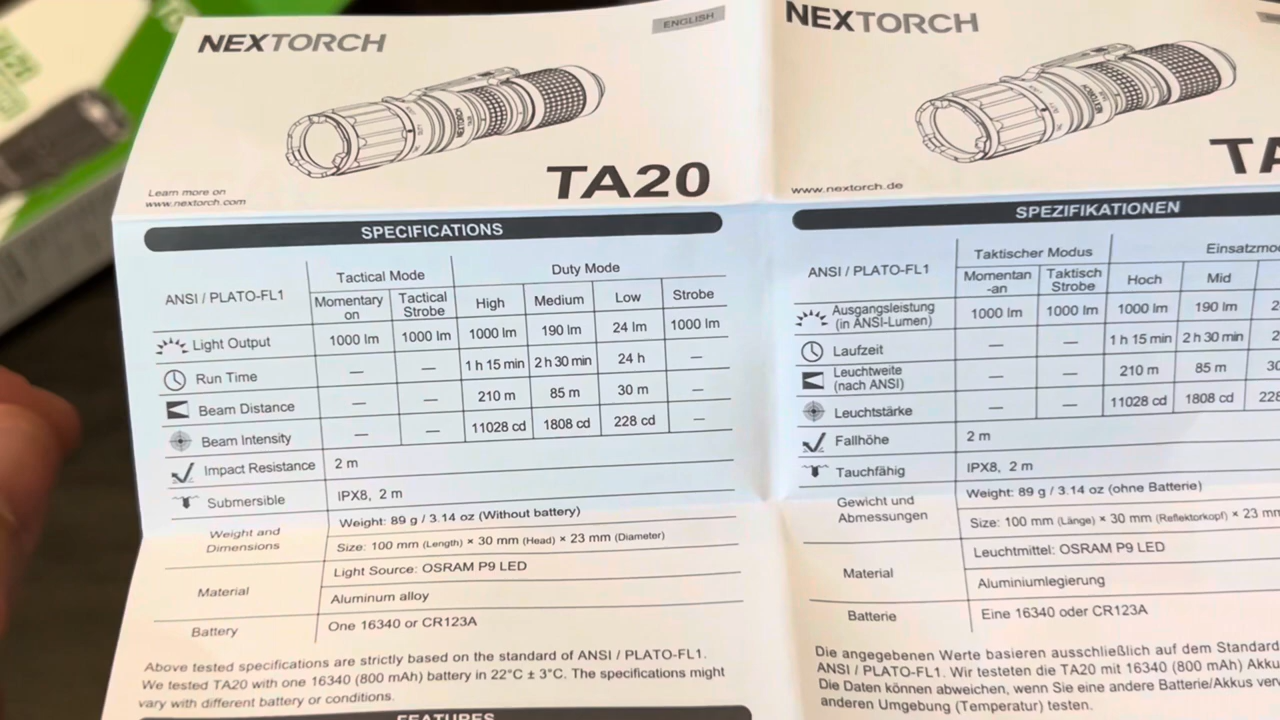 NEXTORCH
ENGLISH
TA20
Learn more on
www.nextorch.com
SPECIFICATIONS
ANSI / PLATO-FL1
Tactical Mode
Duty Mode
Momentary on
Tactical Strobe
High
Medium
Low
Strobe
Light Output 1000 lm 1000 lm 1000 lm 190 lm 24 lm 1000 lm
Run Time — — 1 h 15 min 2 h 30 min 24 h —
Beam Distance — — 210 m 85 m 30 m —
Beam Intensity — — 11028 cd 1808 cd 228 cd —
Impact Resistance 2 m
Submersible IPX8, 2 m
Weight and Dimensions
Weight: 89 g / 3.14 oz (Without battery)
Size: 100 mm (Length) × 30 mm (Head) × 23 mm (Diameter)
Material
Light Source: OSRAM P9 LED
Aluminum alloy
Battery One 16340 or CR123A
Above tested specifications are strictly based on the standard of ANSI / PLATO-FL1.
We tested TA20 with one 16340 (800 mAh) battery in 22°C ± 3°C. The specifications might
vary with different battery or conditions.
FEATURES
NEXTORCH
TA
www.nextorch.de
SPEZIFIKATIONEN
ANSI / PLATO-FL1
Taktischer Modus
Einsatzmo
Momentan -an
Taktisch Strobe
Hoch
Mid
Ausgangsleistung (in ANSI-Lumen) 1000 lm 1000 lm 1000 lm 190 lm 2
Laufzeit — — 1 h 15 min 2 h 30 min 2
Leuchtweite (nach ANSI) — — 210 m 85 m 30
Leuchtstärke — — 11028 cd 1808 cd 228
Fallhöhe 2 m
Tauchfähig IPX8, 2 m
Gewicht und Abmessungen
Weight: 89 g / 3.14 oz (ohne Batterie)
Size: 100 mm (Länge) × 30 mm (Reflektorkopf) × 23 mm
Material
Leuchtmittel: OSRAM P9 LED
Aluminiumlegierung
Batterie Eine 16340 oder CR123A
Die angegebenen Werte basieren ausschließlich auf dem Standard
ANSI / PLATO-FL1. Wir testeten die TA20 mit 16340 (800 mAh) Akku
Die Daten können abweichen, wenn Sie eine andere Batterie/Akkus ver
anderen Umgebung (Temperatur) testen.